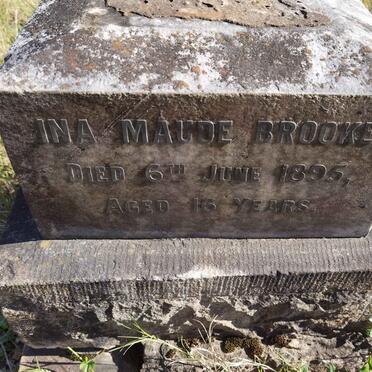 INA MAUDE BROOKE
DIED 6TH JUNE 1895,
AGED 16 YEARS.